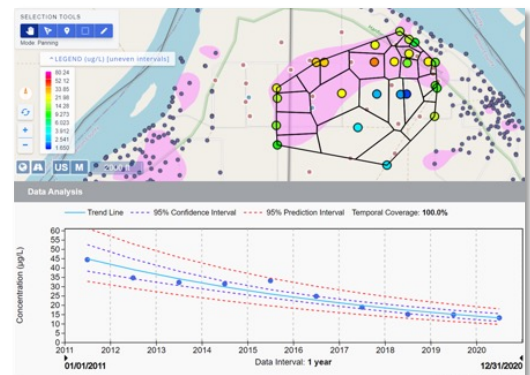 SELECTION TOOLS
Mode: Panning
^ LEGEND (ug/L) [uneven intervals]
80.24
52.12
33.85
21.98
14.28
9.273
6.023
3.912
2.541
1.650
US M
Data Analysis
Trend Line 95% Confidence Interval 95% Prediction Interval Temporal Coverage: 100.0%
Concentration (µg/L)
60
55
50
45
40
35
30
25
20
15
10
5
0
2011 2012 2013 2014 2015 2016 2017 2018 2019 2020
01/01/2011 Data Interval: 1 year 12/31/2020